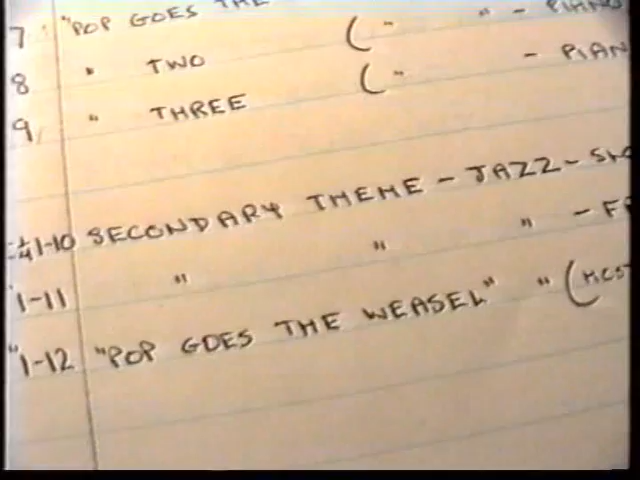 7 "POP GOES THE ( " " - PIANO
8 " TWO ( " - PIAN
9 " THREE
1-10 SECONDARY THEME - JAZZ -
1-11 " " " - F
1-12 "POP GOES THE WEASEL" " (